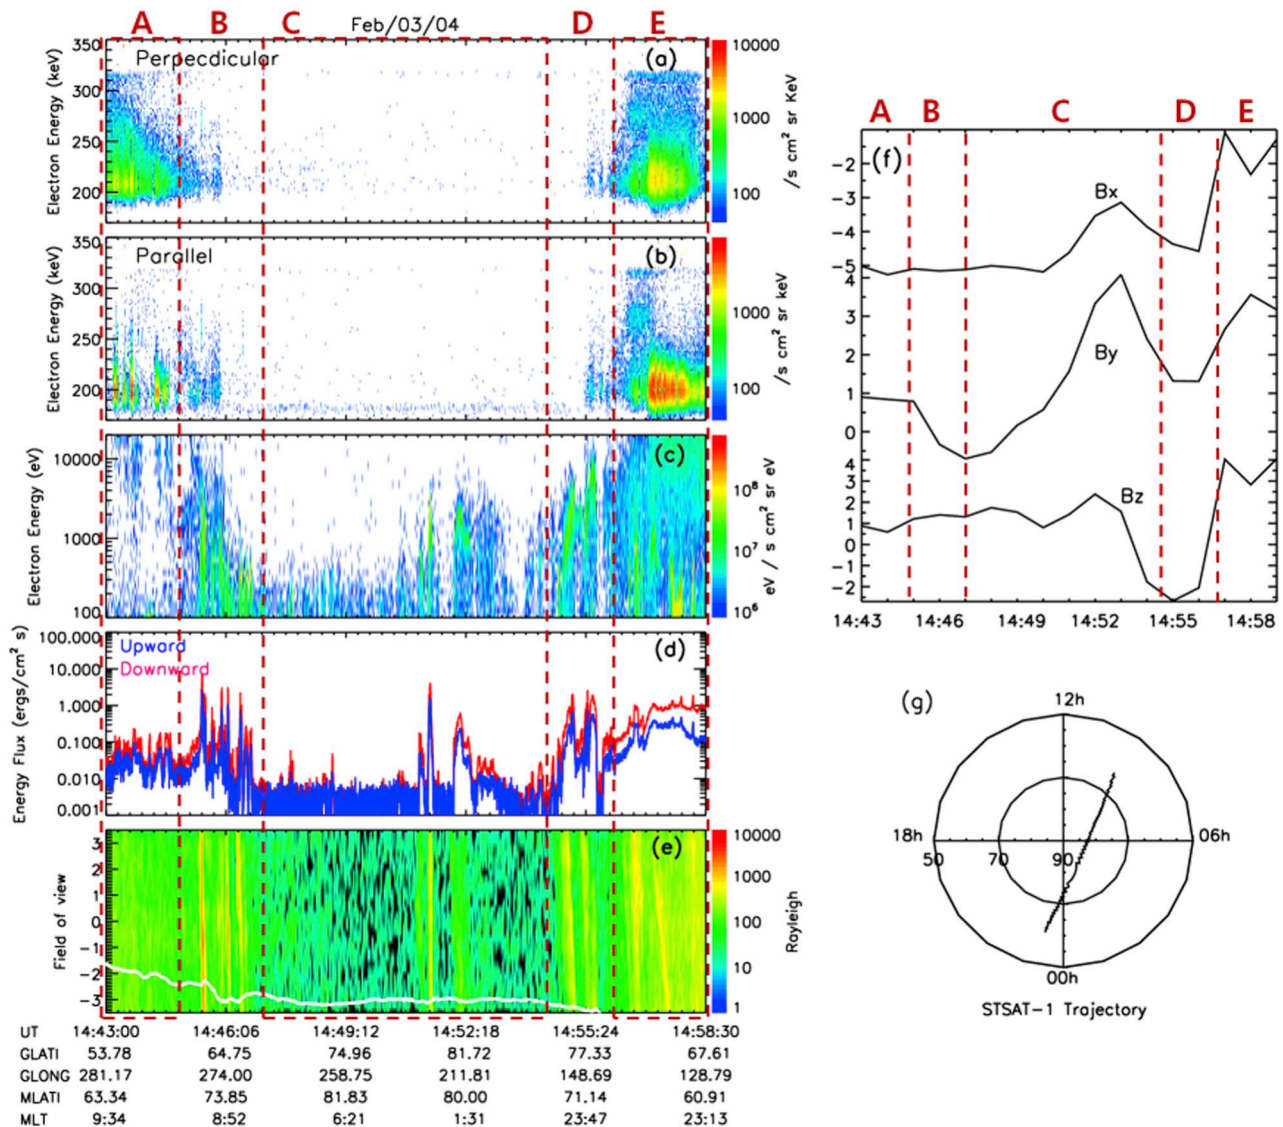 A B C Feb/03/04 D E
Perpecdicular (a)
Electron Energy (keV)
350
300
250
200
10000
1000
100
/s cm² sr KeV
Parallel (b)
Electron Energy (keV)
350
300
250
200
1000
100
/s cm² sr keV
(c)
Electron Energy (eV)
10000
1000
100
10⁸
10⁷
10⁶
eV / s cm² sr eV
Upward (d)
Downward
Energy Flux (ergs/cm² s)
100.000
10.000
1.000
0.100
0.010
0.001
(e)
Field of view
3
2
1
0
−1
−2
−3
10000
1000
100
10
1
Rayleigh
UT 14:43:00 14:46:06 14:49:12 14:52:18 14:55:24 14:58:30
GLATI 53.78 64.75 74.96 81.72 77.33 67.61
GLONG 281.17 274.00 258.75 211.81 148.69 128.79
MLATI 63.34 73.85 81.83 80.00 71.14 60.91
MLT 9:34 8:52 6:21 1:31 23:47 23:13
A B C D E
(f)
−2
−3
−4
−5
Bx
4
3
2
1
0
By
4
3
2
1
0
−1
−2
Bz
14:43 14:46 14:49 14:52 14:55 14:58
(g)
12h
18h 06h
50 70 90
00h
STSAT−1 Trajectory